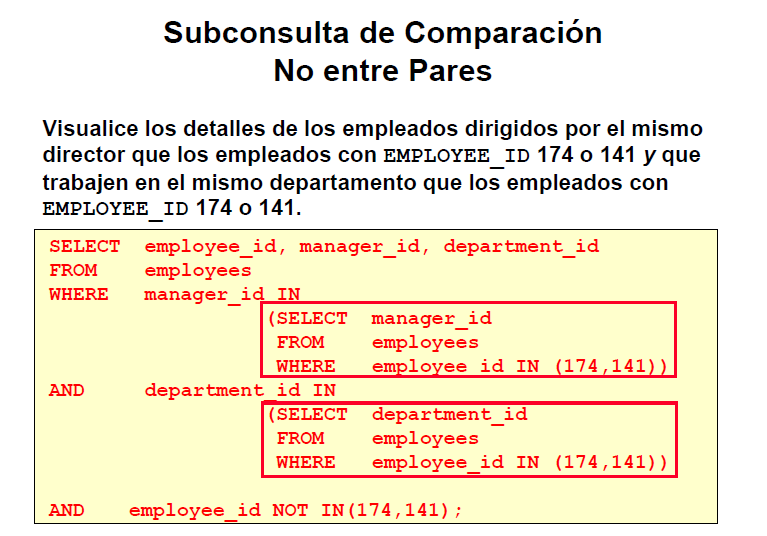 Subconsulta de Comparación
No entre Pares
Visualice los detalles de los empleados dirigidos por el mismo
director que los empleados con EMPLOYEE_ID 174 o 141 y que
trabajen en el mismo departamento que los empleados con
EMPLOYEE_ID 174 o 141.
SELECT employee_id, manager_id, department_id
FROM employees
WHERE manager_id IN
(SELECT manager_id
FROM employees
WHERE employee_id IN (174,141))
AND department_id IN
(SELECT department_id
FROM employees
WHERE employee_id IN (174,141))
AND employee_id NOT IN(174,141);